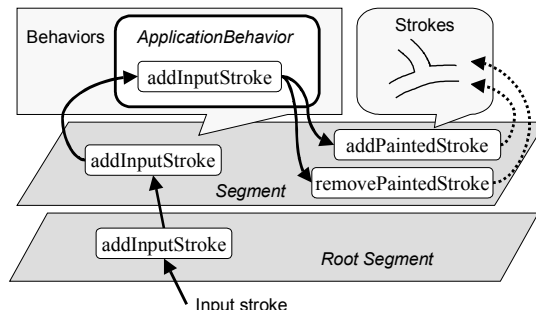 Behaviors
ApplicationBehavior
Strokes
addInputStroke
addPaintedStroke
addInputStroke
removePaintedStroke
Segment
addInputStroke
Root Segment
Input stroke